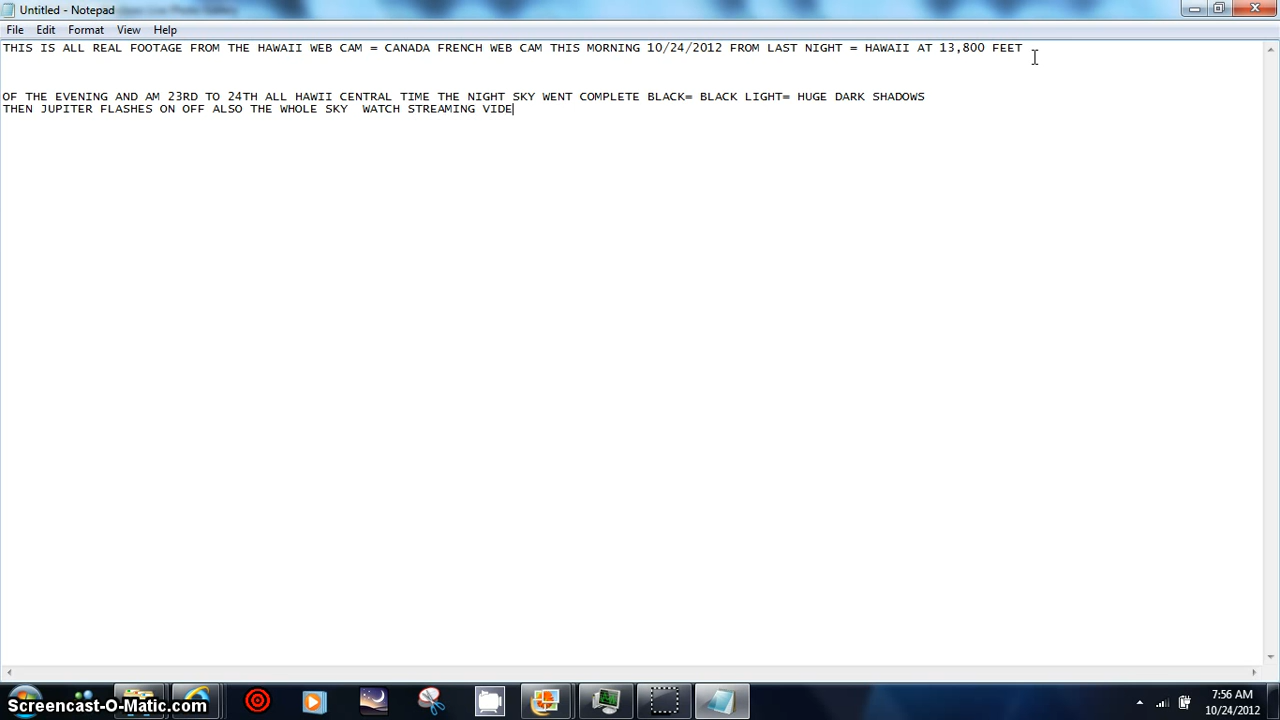 Untitled - Notepad
File Edit Format View Help
THIS IS ALL REAL FOOTAGE FROM THE HAWAII WEB CAM = CANADA FRENCH WEB CAM THIS MORNING 10/24/2012 FROM LAST NIGHT = HAWAII AT 13,800 FEET
OF THE EVENING AND AM 23RD TO 24TH ALL HAWII CENTRAL TIME THE NIGHT SKY WENT COMPLETE BLACK= BLACK LIGHT= HUGE DARK SHADOWS
THEN JUPITER FLASHES ON OFF ALSO THE WHOLE SKY  WATCH STREAMING VIDE
Screencast-O-Matic.com
7:56 AM
10/24/2012